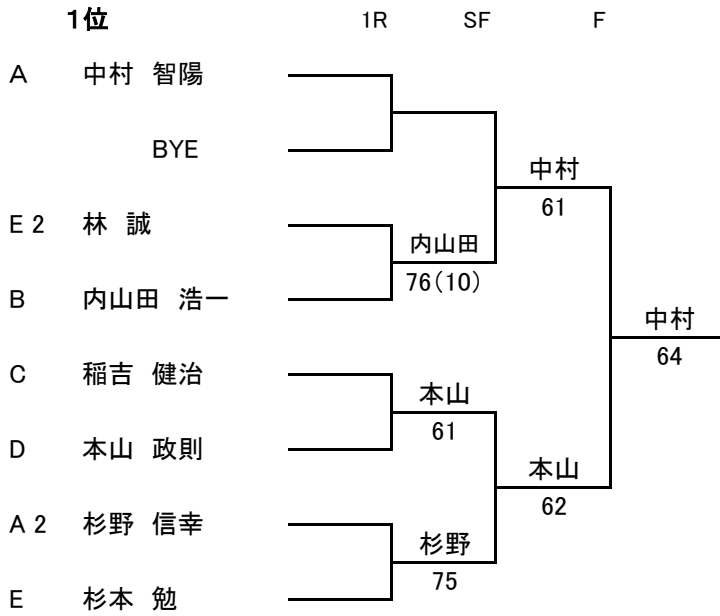 1位 1R SF F
A 中村 智陽
BYE
中村
61
E 2 林 誠
内山田
76(10)
B 内山田 浩一
中村
64
C 稲吉 健治
本山
61
D 本山 政則
本山
62
A 2 杉野 信幸
杉野
75
E 杉本 勉